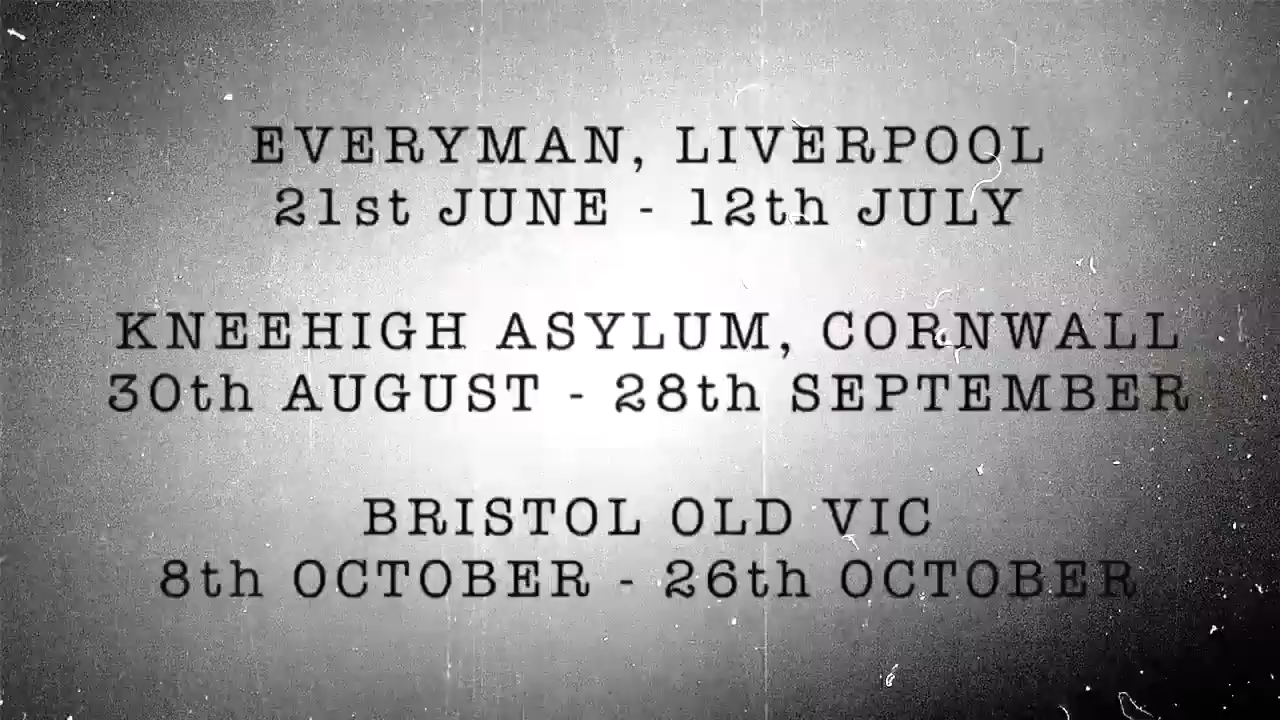 EVERYMAN, LIVERPOOL
21st JUNE - 12th JULY
KNEEHIGH ASYLUM, CORNWALL
30th AUGUST - 28th SEPTEMBER
BRISTOL OLD VIC
8th OCTOBER - 26th OCTOBER